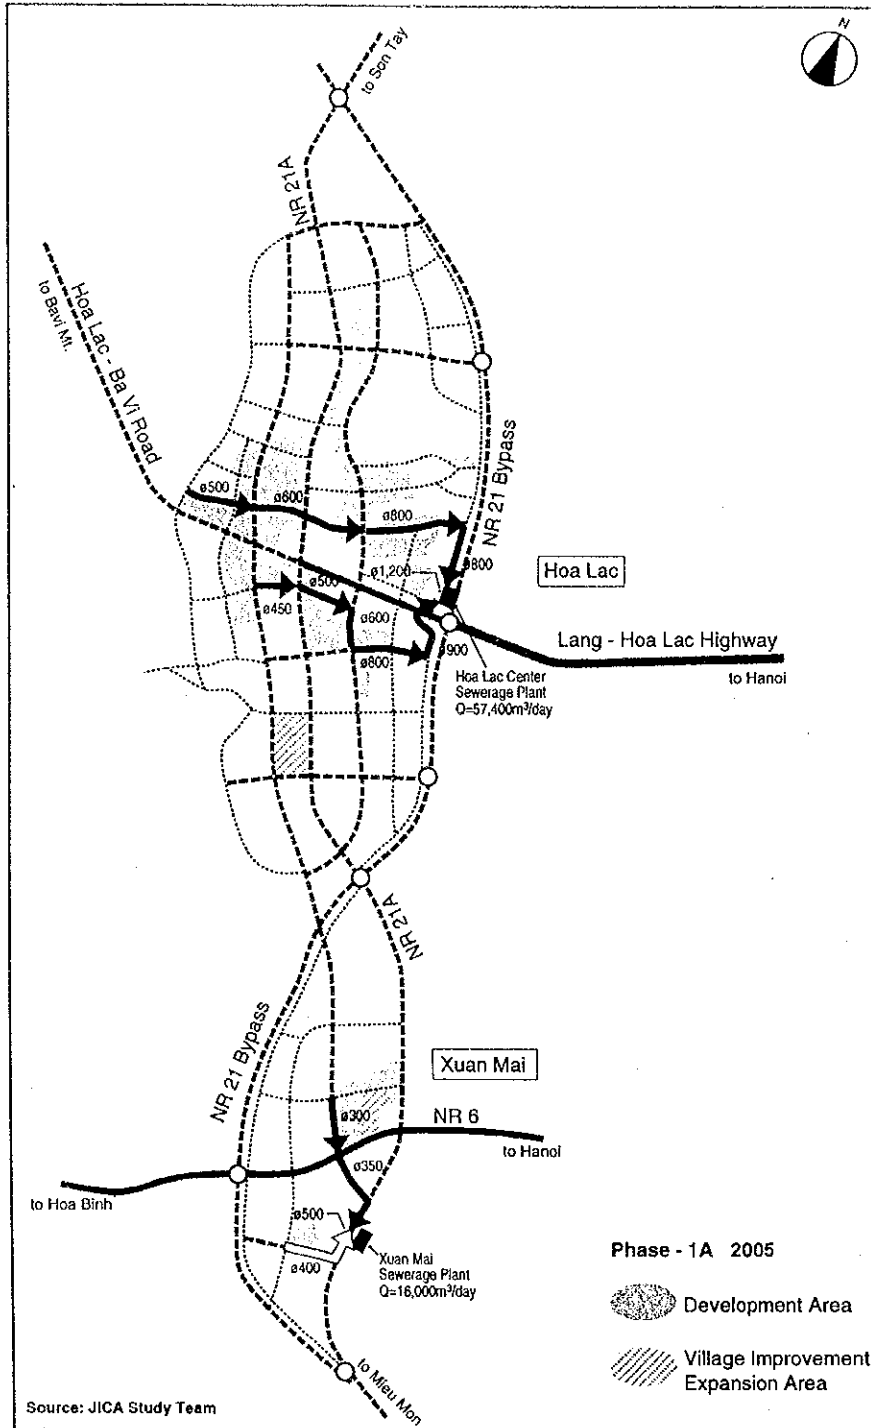 N
to Son Tay
NR 21A
Hoa Lac - Ba Vi Road
to Bavi Mt.
NR 21 Bypass
ø500
ø600
ø800
ø800
ø1,200
Hoa Lac
ø500
ø450
ø600
ø900
ø800
Lang - Hoa Lac Highway
to Hanoi
Hoa Lac Center
Sewerage Plant
Q=57,400m³/day
NR 21A
NR 21 Bypass
Xuan Mai
ø300
NR 6
to Hanoi
ø350
to Hoa Binh
ø500
ø400
Xuan Mai
Sewerage Plant
Q=16,000m³/day
to Mieu Mon
Phase - 1A 2005
Development Area
Village Improvement
Expansion Area
Source: JICA Study Team